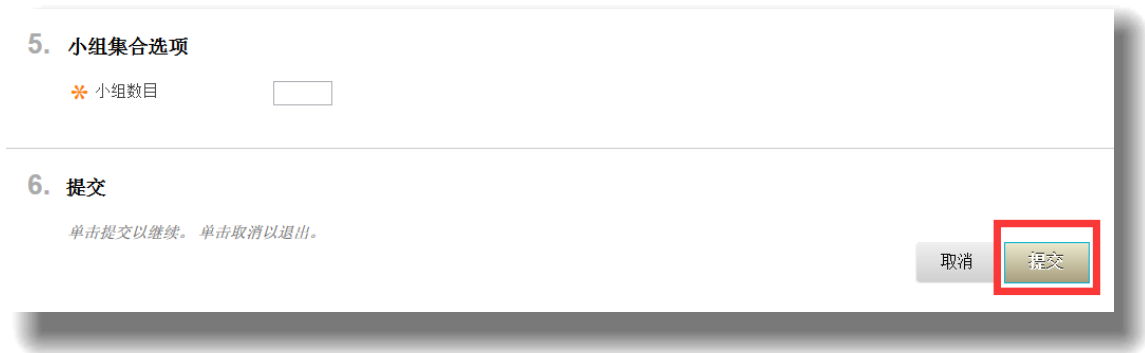 5. 小组集合选项
* 小组数目
6. 提交
单击提交以继续。 单击取消以退出。
取消 提交